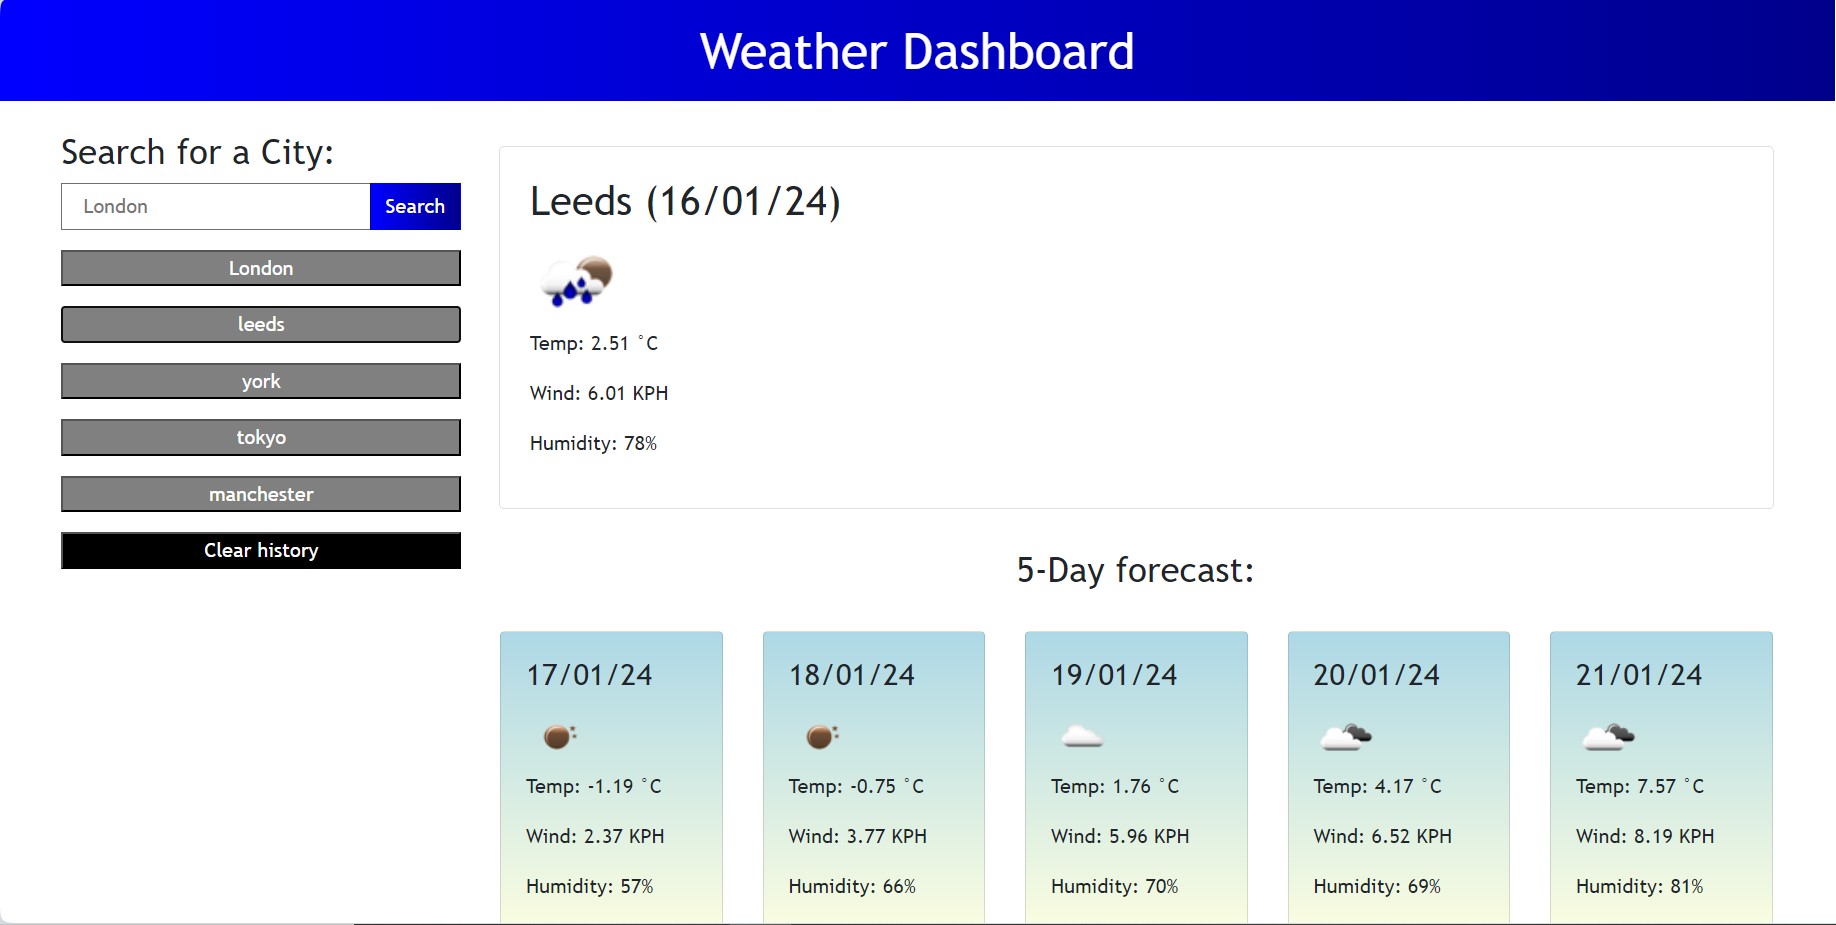 Weather Dashboard
Search for a City:
London
Search
London
leeds
york
tokyo
manchester
Clear history
Leeds (16/01/24)
Temp: 2.51 °C
Wind: 6.01 KPH
Humidity: 78%
5-Day forecast:
17/01/24
Temp: -1.19 °C
Wind: 2.37 KPH
Humidity: 57%
18/01/24
Temp: -0.75 °C
Wind: 3.77 KPH
Humidity: 66%
19/01/24
Temp: 1.76 °C
Wind: 5.96 KPH
Humidity: 70%
20/01/24
Temp: 4.17 °C
Wind: 6.52 KPH
Humidity: 69%
21/01/24
Temp: 7.57 °C
Wind: 8.19 KPH
Humidity: 81%